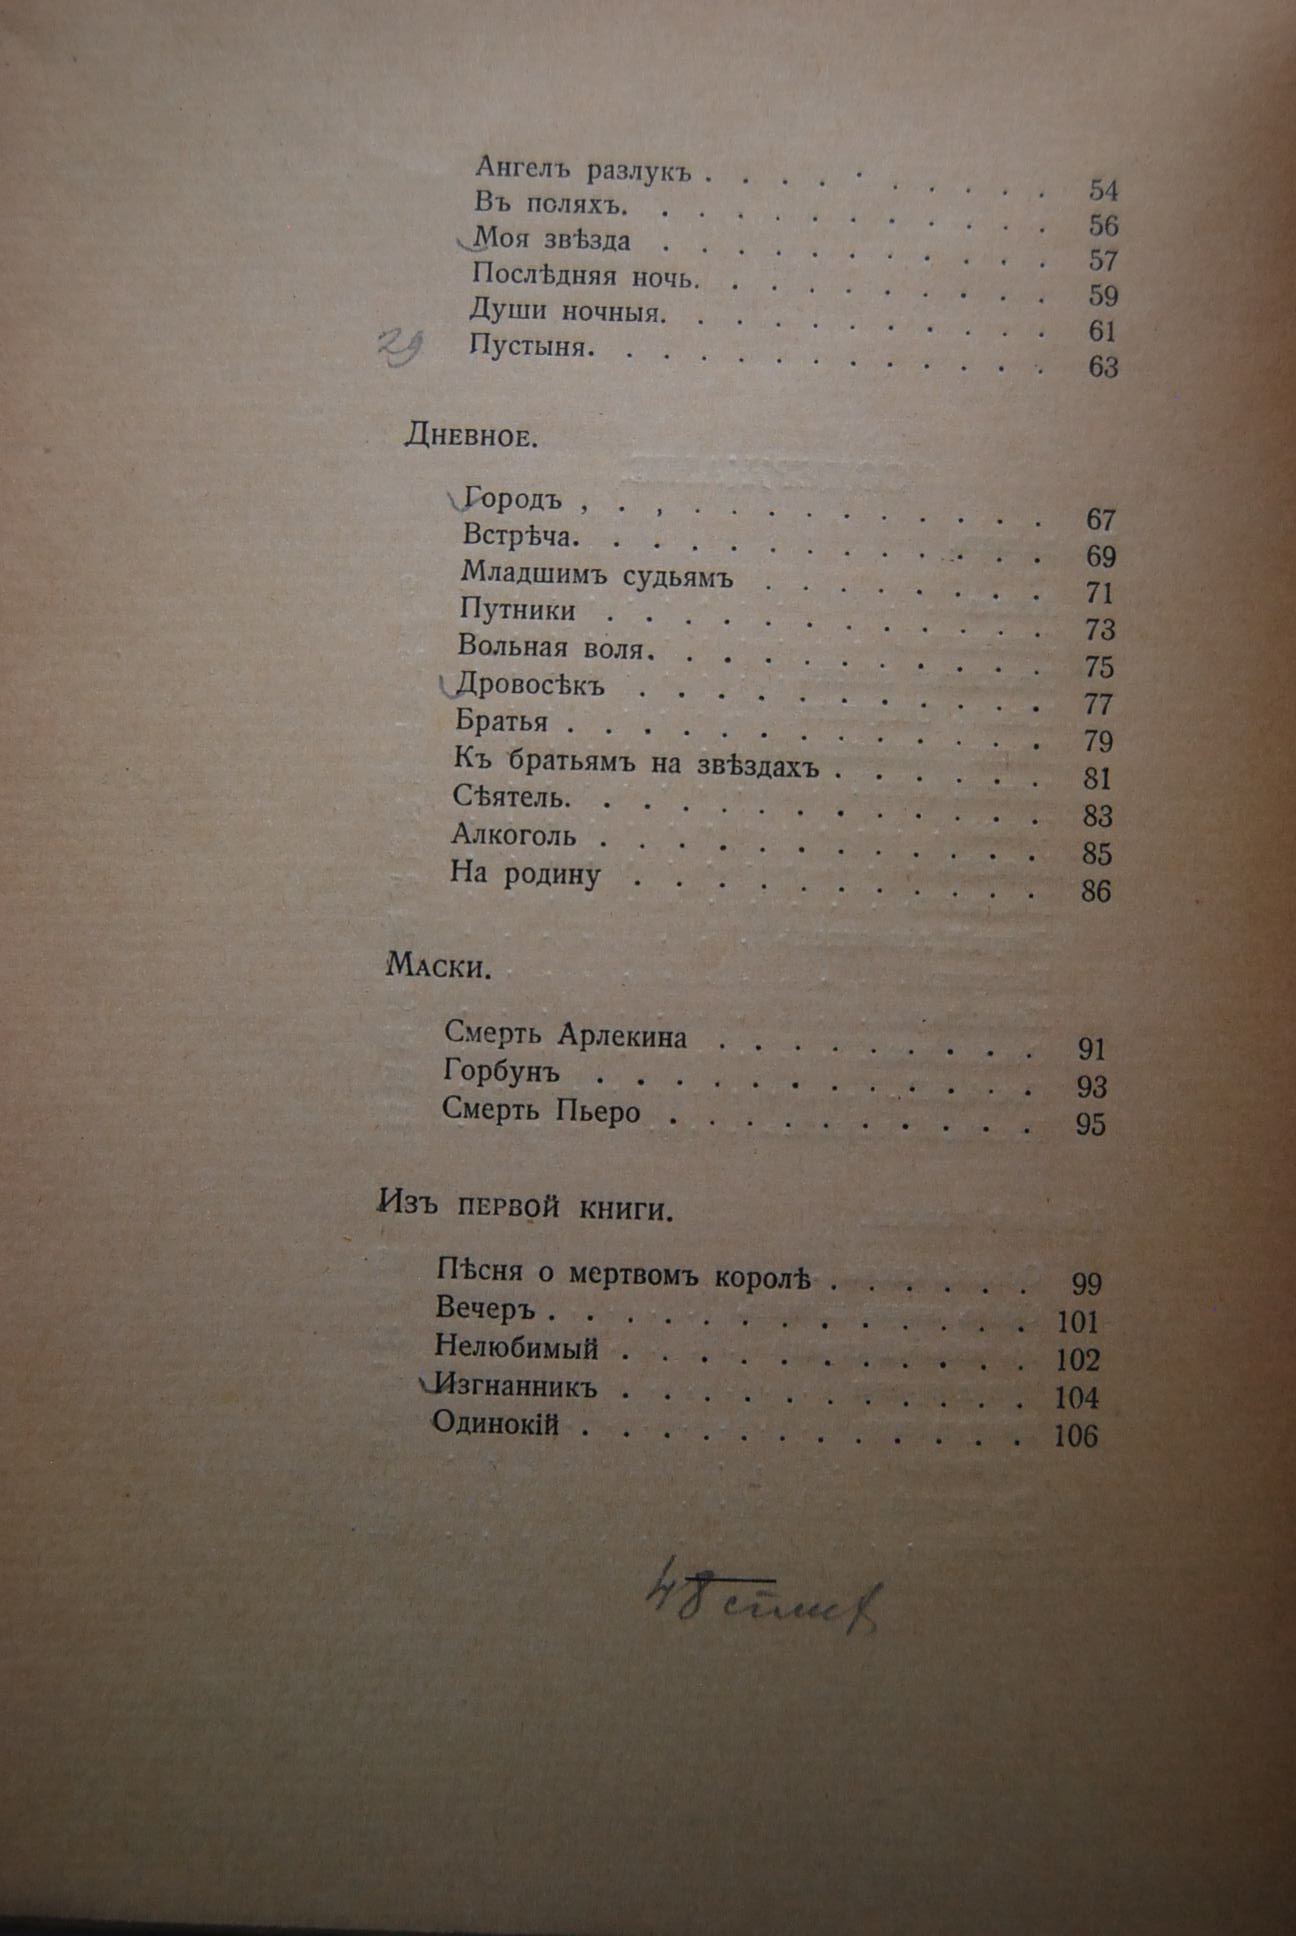 Ангелъ разлукъ . . . . . . . . . . 54
Въ поляхъ. . . . . . . . . . . . 56
Моя звѣзда . . . . . . . . . . . 57
Послѣдняя ночь. . . . . . . . . . 59
Души ночныя. . . . . . . . . . . 61
29 Пустыня. . . . . . . . . . . . . 63
Дневное.
Городъ , . , . . . . . . . . . . 67
Встрѣча. . . . . . . . . . . . . 69
Младшимъ судьямъ . . . . . . . . 71
Путники . . . . . . . . . . . . 73
Вольная воля. . . . . . . . . . . 75
Дровосѣкъ . . . . . . . . . . . 77
Братья . . . . . . . . . . . . . 79
Къ братьямъ на звѣздахъ . . . . . . 81
Сѣятель. . . . . . . . . . . . . 83
Алкоголь . . . . . . . . . . . . 85
На родину . . . . . . . . . . . 86
Маски.
Смерть Арлекина . . . . . . . . . 91
Горбунъ . . . . . . . . . . . . 93
Смерть Пьеро . . . . . . . . . . 95
Изъ первой книги.
Пѣсня о мертвомъ королѣ . . . . . . 99
Вечеръ . . . . . . . . . . . . . 101
Нелюбимый . . . . . . . . . . . 102
Изгнанникъ . . . . . . . . . . . 104
Одинокій . . . . . . . . . . . . 106
48